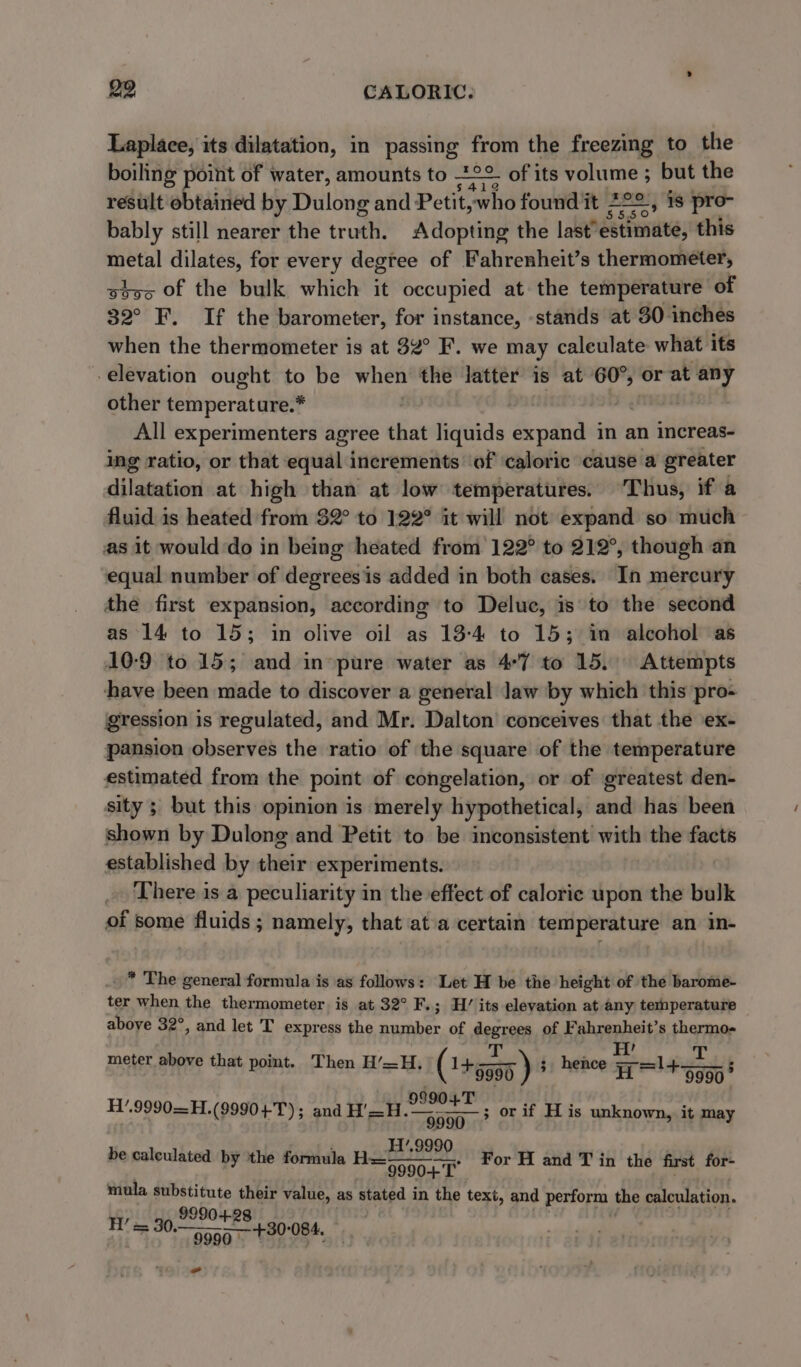 22 CALORIC.
Laplace, its dilatation, in passing from the freezing to the
boiling point of water, amounts to 100/5412 of its volume; but the
result obtained by Dulong and Petit, who found it 100/5550, is pro-
bably still nearer the truth. Adopting the last estimate, this
metal dilates, for every degree of Fahrenheit's thermometer,
1/9990 of the bulk which it occupied at the temperature of
32° F. If the barometer, for instance, stands at 30 inches
when the thermometer is at 32° F. we may calculate what its
elevation ought to be when the latter is at 60°, or at any
other temperature.*
All experimenters agree that liquids expand in an increas-
ing ratio, or that equal increments of caloric cause a greater
dilatation at high than at low temperatures. Thus, if a
fluid is heated from 32° to 122° it will not expand so much
as it would do in being heated from 122° to 212°, though an
equal number of degrees is added in both cases. In mercury
the first expansion, according to Deluc, is to the second
as 14 to 15; in olive oil as 13·4 to 15; in alcohol as
10·9 to 15; and in pure water as 4·7 to 15. Attempts
have been made to discover a general law by which this pro-
gression is regulated, and Mr. Dalton conceives that the ex-
pansion observes the ratio of the square of the temperature
estimated from the point of congelation, or of greatest den-
sity; but this opinion is merely hypothetical, and has been
shown by Dulong and Petit to be inconsistent with the facts
established by their experiments.
There is a peculiarity in the effect of caloric upon the bulk
of some fluids; namely, that at a certain temperature an in-
* The general formula is as follows: Let H be the height of the barome-
ter when the thermometer is at 32° F.; H' its elevation at any temperature
above 32°, and let T express the number of degrees of Fahrenheit's thermo-
meter above that point. Then H'=H. (1+T/9990); hence H'/H=1+T/9990;
H'.9990=H.(9990+T); and H'=H.9990+T/9990; or if H is unknown, it may
be calculated by the formula H=H'.9990/9990+T. For H and T in the first for-
mula substitute their value, as stated in the text, and perform the calculation.
H' = 30.9990+28/9990+30·084.